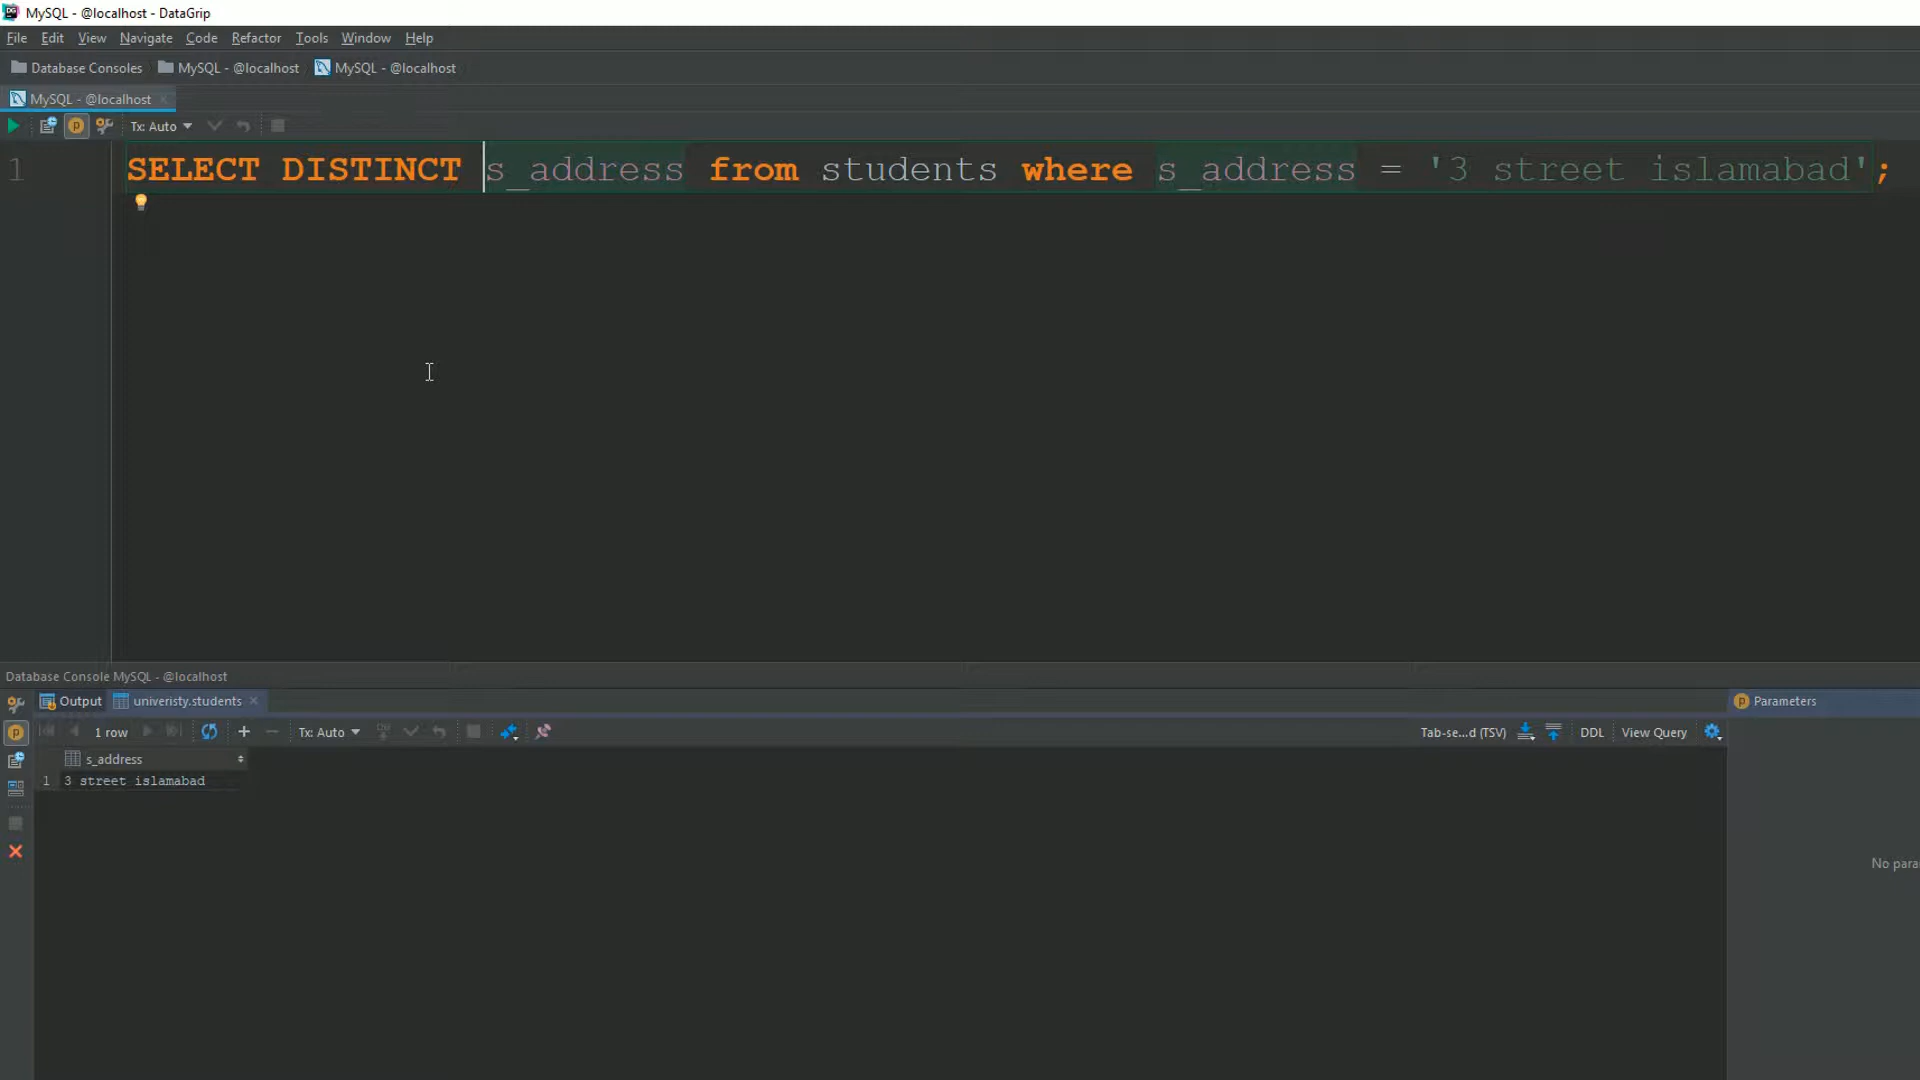 MySQL - @localhost - DataGrip
File Edit View Navigate Code Refactor Tools Window Help
Database Consoles MySQL - @localhost MySQL - @localhost
MySQL - @localhost
Tx: Auto
1 SELECT DISTINCT s_address from students where s_address = '3 street islamabad';
Database Console MySQL - @localhost
Output univeristy.students Parameters
1 row Tx: Auto Tab-se...d (TSV) DDL View Query
s_address
1 3 street islamabad
No para